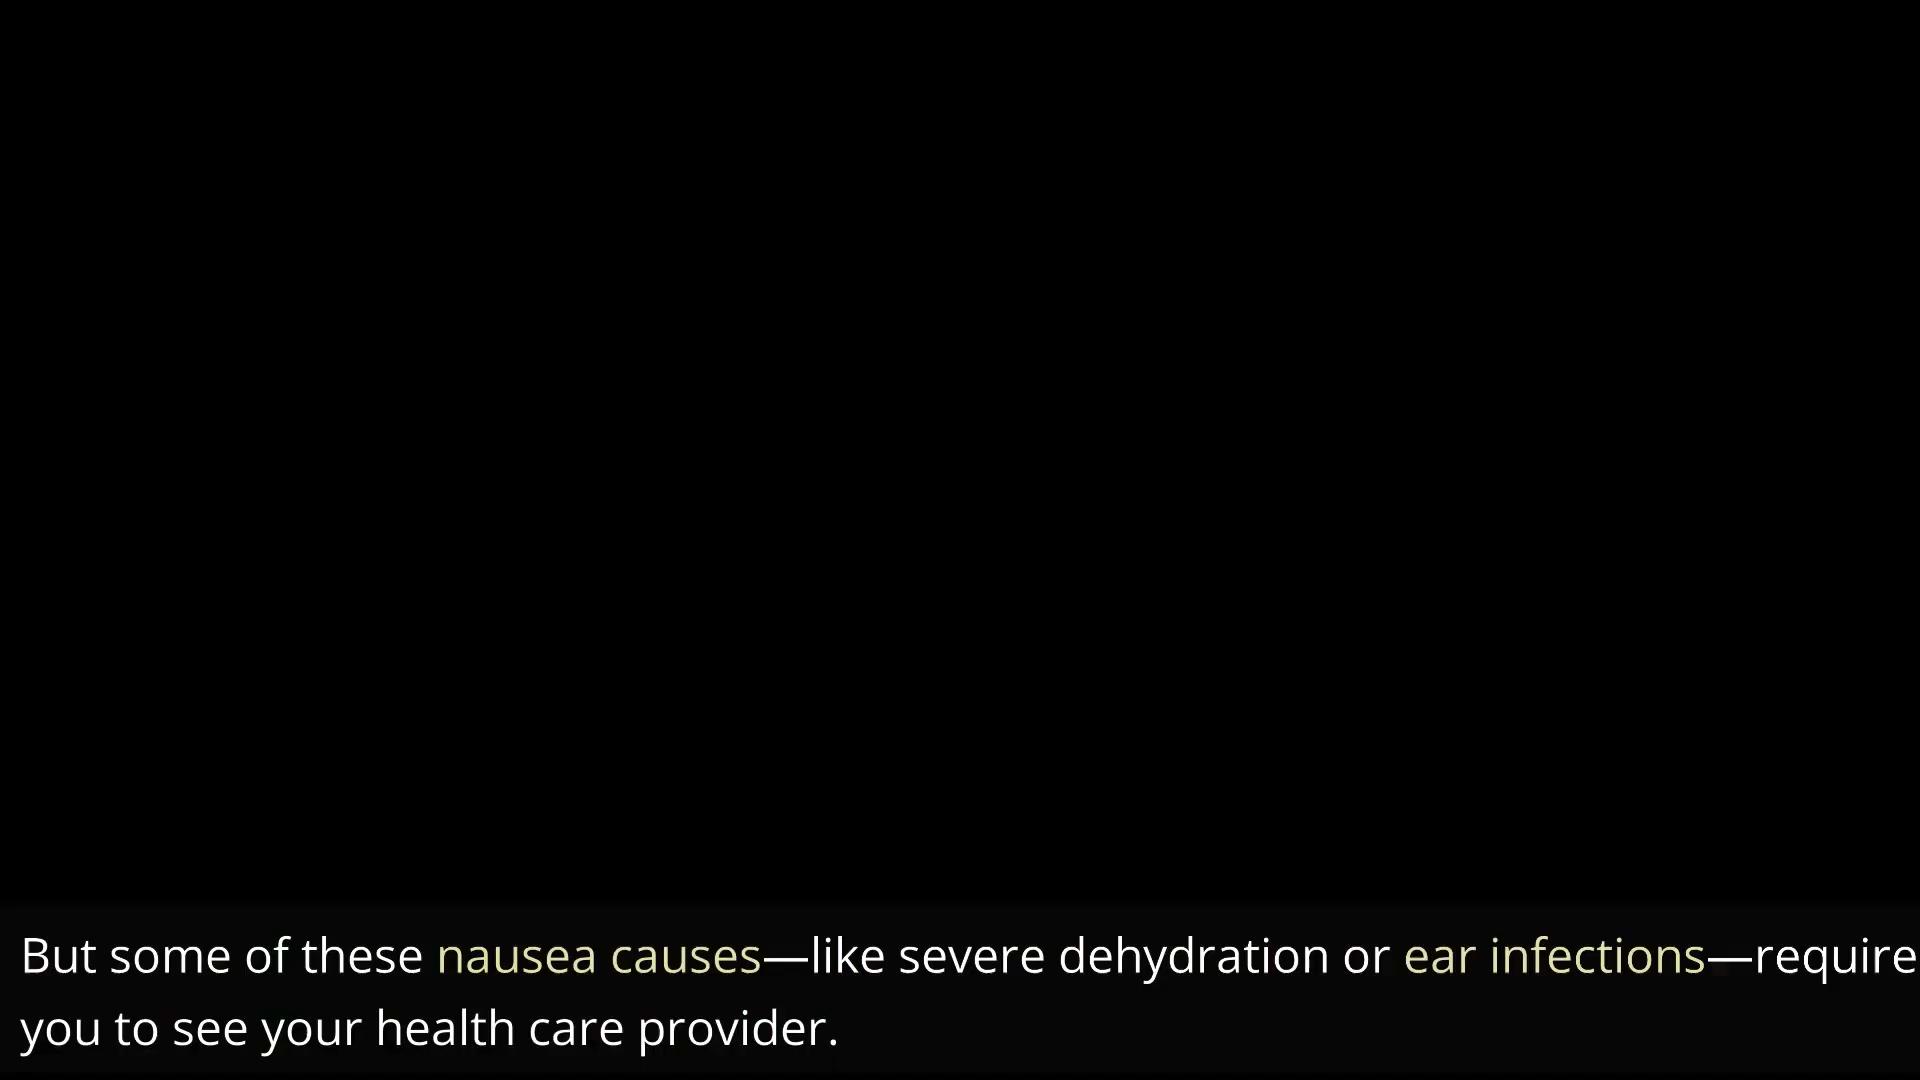 But some of these nausea causes—like severe dehydration or ear infections—require
you to see your health care provider.